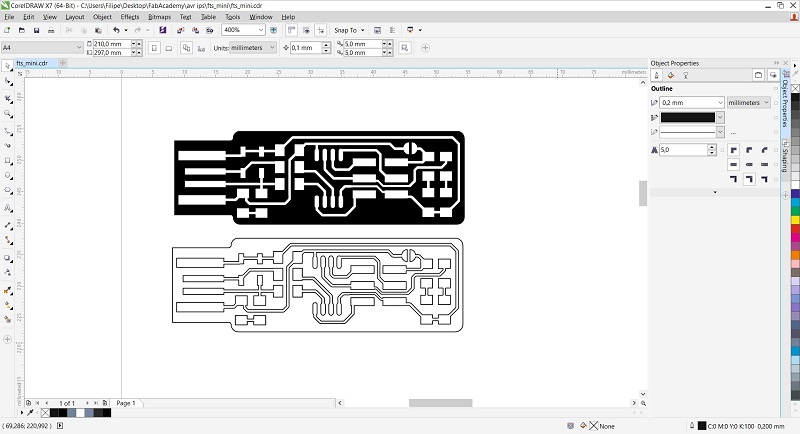 CorelDRAW X7 (64-Bit) - C:\Users\Filipe\Desktop\FabAcademy\avr ips\fts_mini\fts_mini.cdr
File Edit View Layout Object Effects Bitmaps Text Table Tools Window Help
400% Snap To
A4 210,0 mm 297,0 mm Units: millimeters 0,1 mm 5,0 mm 5,0 mm
fts_mini.cdr
millimeters
Object Properties
Outline
0,2 mm millimeters
...
5,0
Object Properties
Shaping
1 of 1 Page 1
( 69,286; 220,992 ) None C:0 M:0 Y:0 K:100 0,200 mm